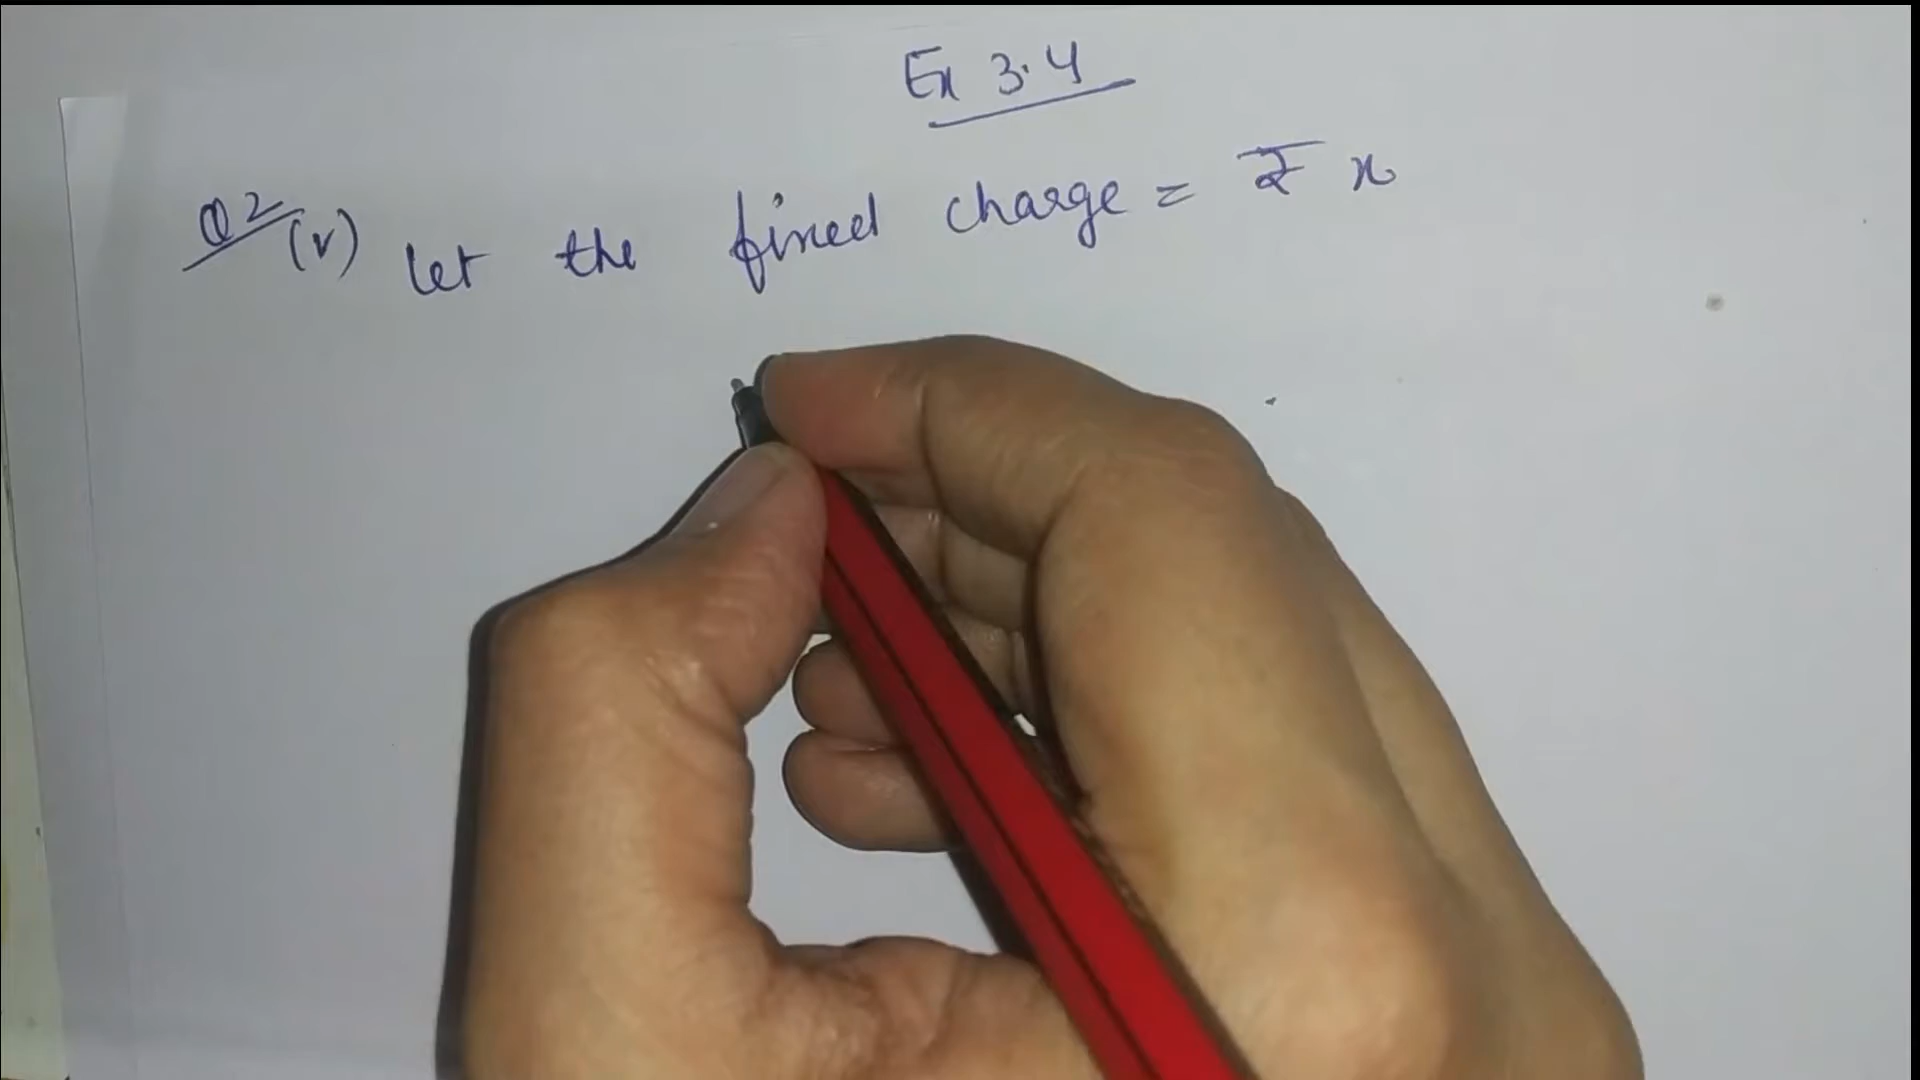 Ex 3.4
Q2 (v) let the fixed charge = ₹ x